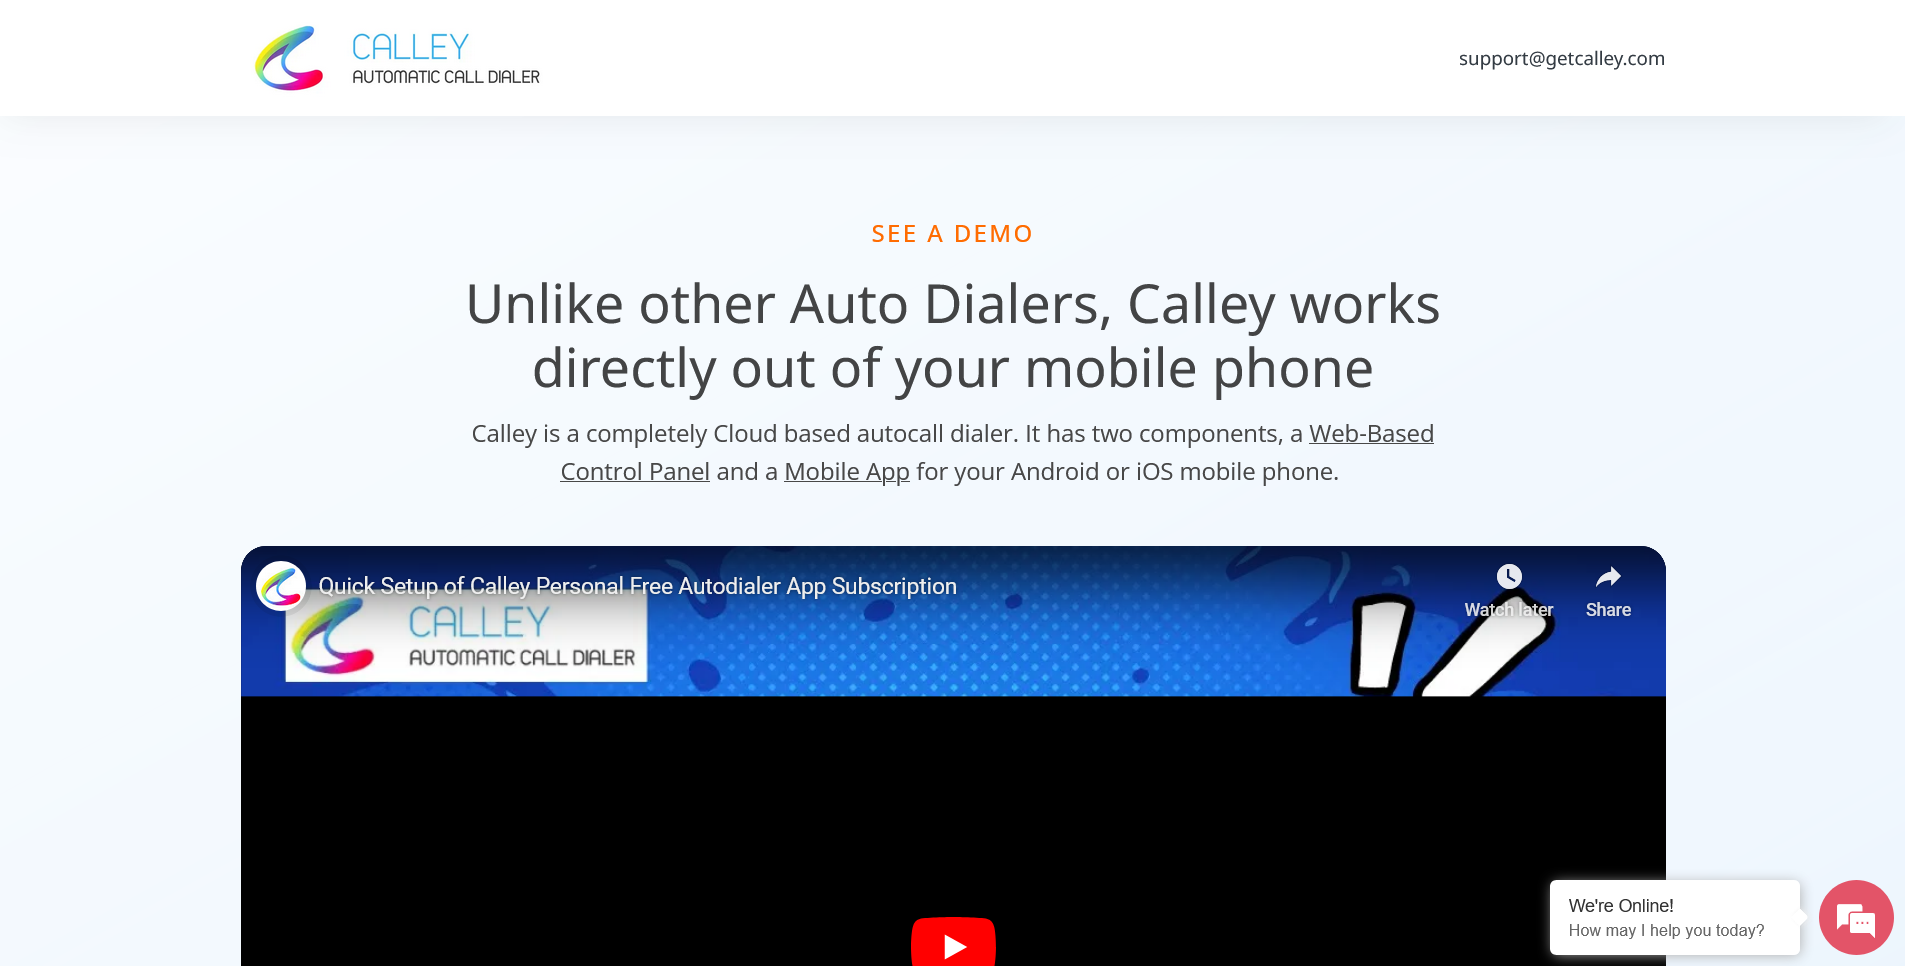 CALLEY
AUTOMATIC CALL DIALER
support@getcalley.com
SEE A DEMO
Unlike other Auto Dialers, Calley works
directly out of your mobile phone
Calley is a completely Cloud based autocall dialer. It has two components, a Web-Based
Control Panel and a Mobile App for your Android or iOS mobile phone.
Quick Setup of Calley Personal Free Autodialer App Subscription
Watch later
Share
CALLEY
AUTOMATIC CALL DIALER
We're Online!
How may I help you today?